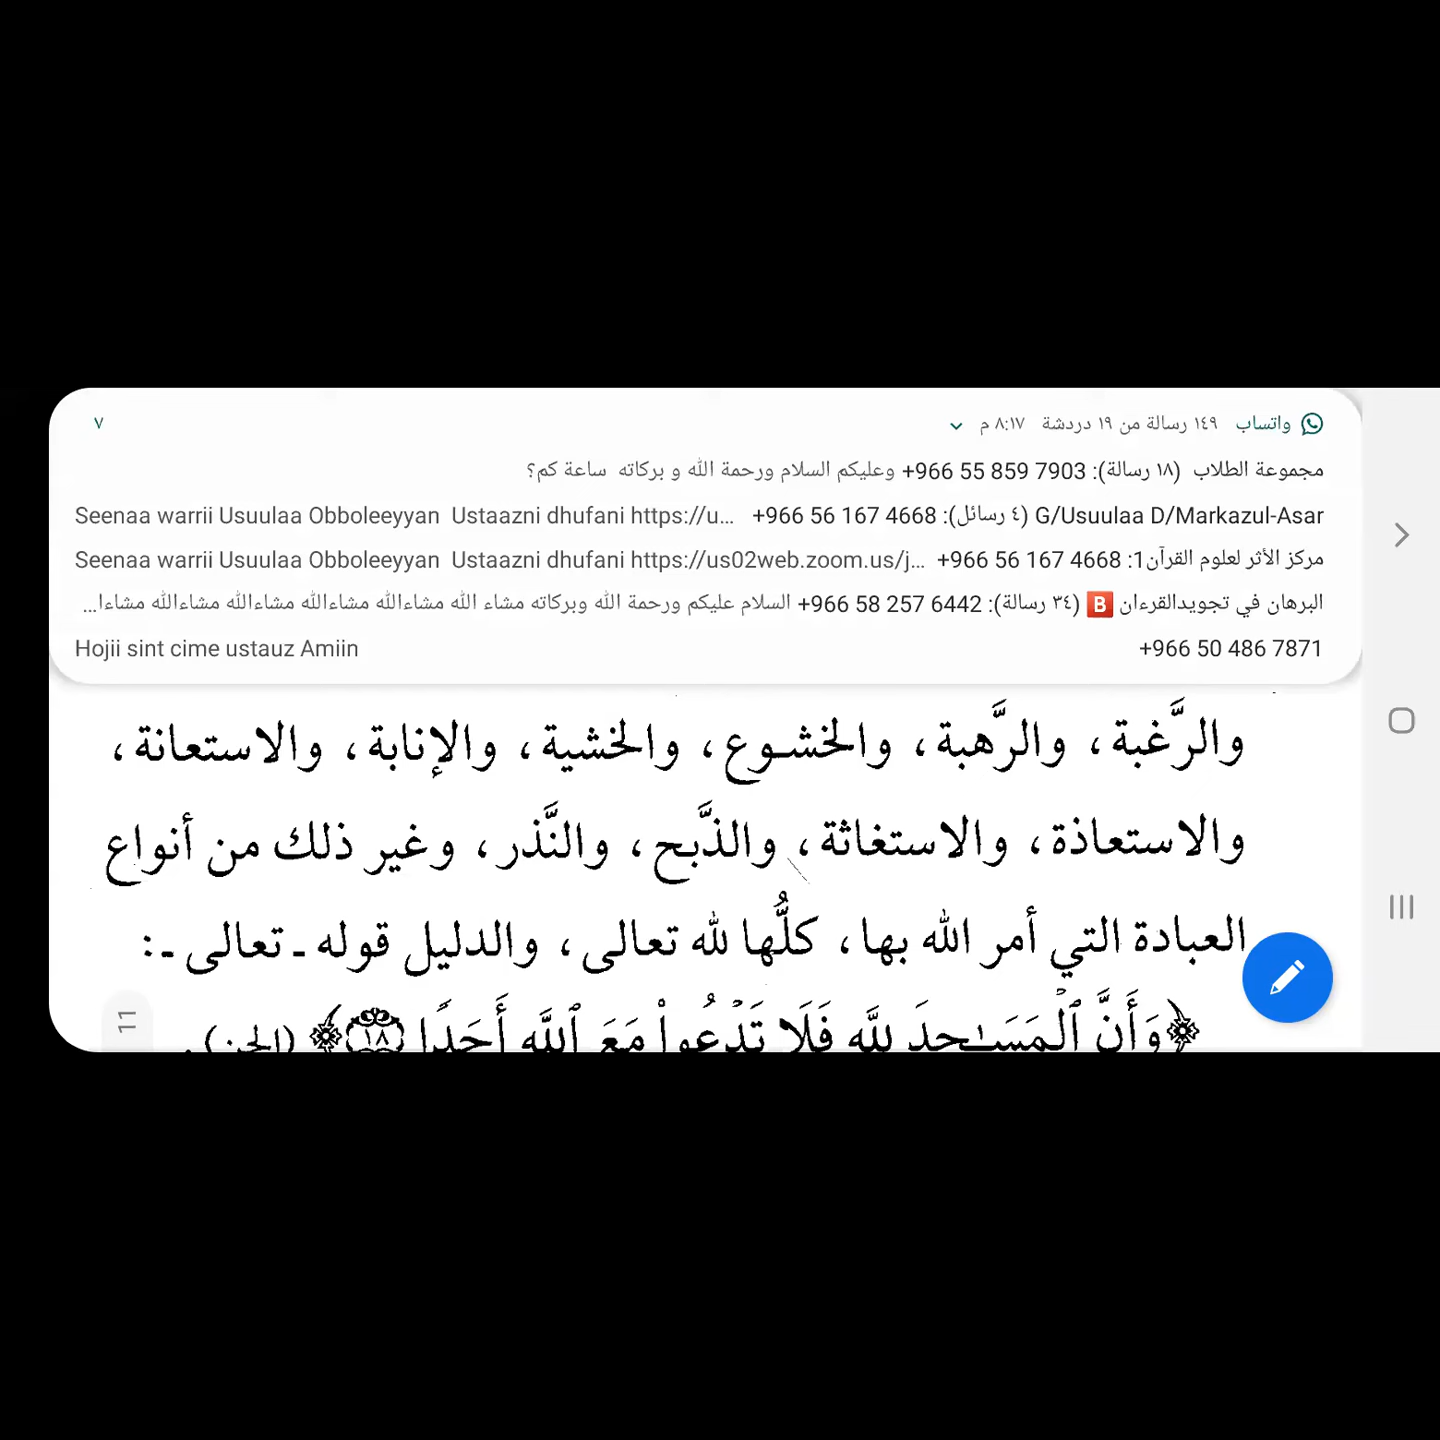 واتساب ١٤٩ رسالة من ١٩ دردشة ٨:١٧ م ٧
مجموعة الطلاب (١٨ رسالة): +966 55 859 7903 وعليكم السلام ورحمة الله و بركاته ساعة كم؟
G/Usuulaa D/Markazul-Asar (٤ رسائل): +966 56 167 4668 Seenaa warrii Usuulaa Obboleeyyan Ustaazni dhufani https://u...
مركز الأثر لعلوم القرآن1: +966 56 167 4668 Seenaa warrii Usuulaa Obboleeyyan Ustaazni dhufani https://us02web.zoom.us/j...
البرهان في تجويدالقرءان 🅱 (٣٤ رسالة): +966 58 257 6442 السلام عليكم ورحمة الله وبركاته مشاء الله مشاءالله مشاءالله مشاءالله مشاءالله مشاءالله مشاءا...
+966 50 486 7871 Hojii sint cime ustauz Amiin
والرَّغبة، والرَّهبة، والخشوع، والخشية، والإنابة، والاستعانة،
والاستعاذة، والاستغاثة، والذَّبح، والنَّذر، وغير ذلك من أنواع
العبادة التي أمر الله بها، كلُّها لله تعالى، والدليل قوله ـ تعالى ـ:
﴿وَأَنَّ ٱلْمَسَـٰجِدَ لِلَّهِ فَلَا تَدْعُوا۟ مَعَ ٱللَّهِ أَحَدًا ١٨﴾ (الجن).
11